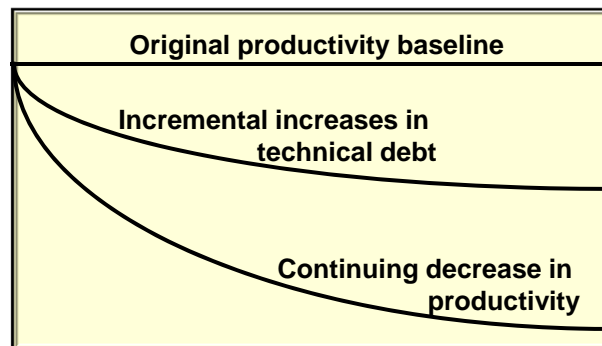 Original productivity baseline
Incremental increases in
technical debt
Continuing decrease in
productivity